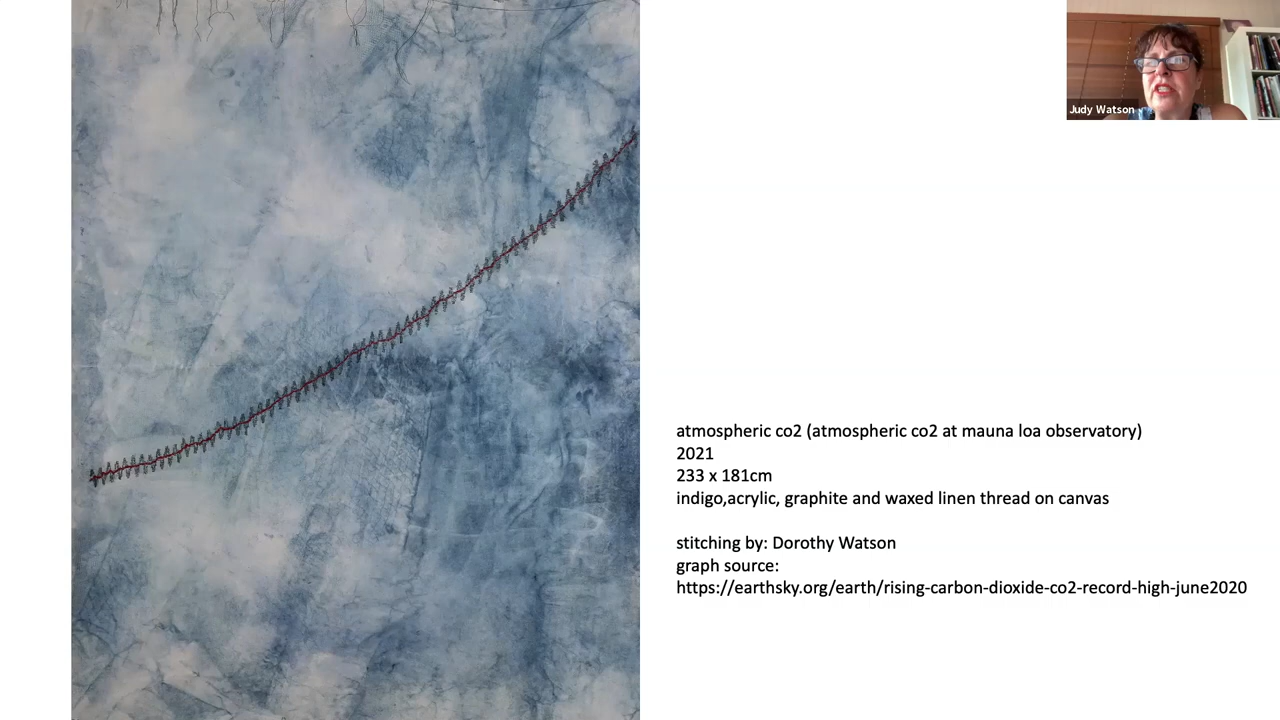 Judy Watson
atmospheric co2 (atmospheric co2 at mauna loa observatory)
2021
233 x 181cm
indigo,acrylic, graphite and waxed linen thread on canvas
stitching by: Dorothy Watson
graph source:
https://earthsky.org/earth/rising-carbon-dioxide-co2-record-high-june2020